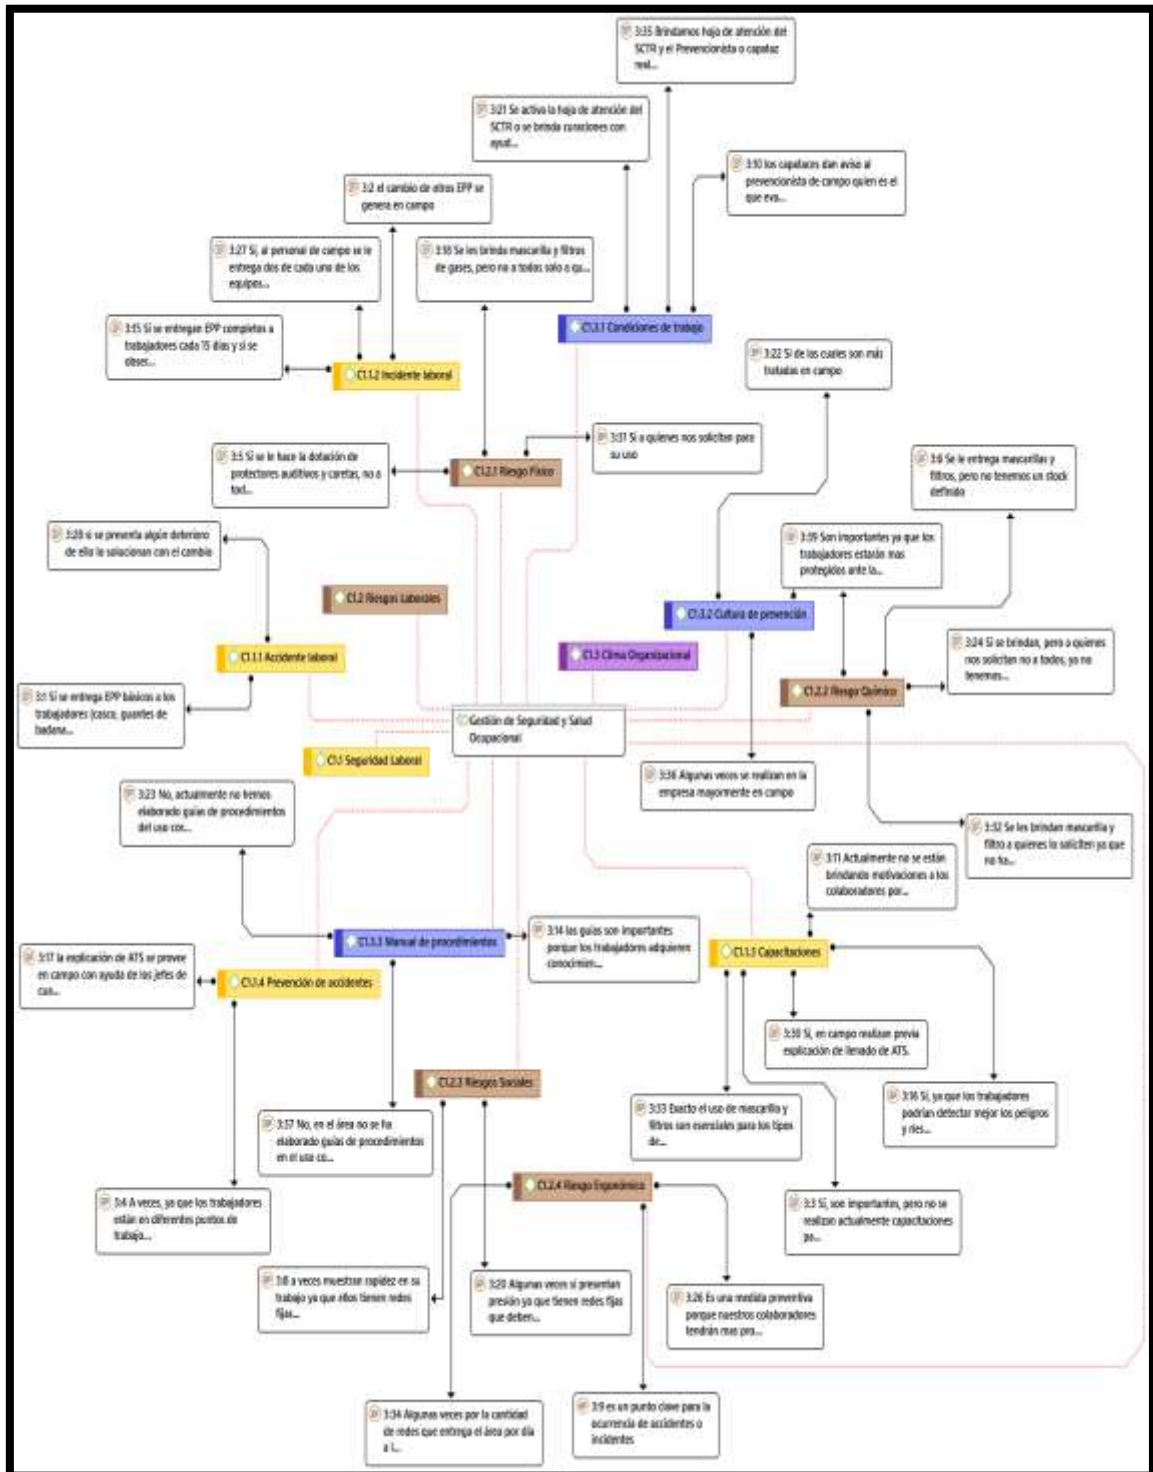 3:35 Brindamos hoja de atención del
SCTR y el Prevencionista o capataz
real...
3:21 Se activa la hoja de atención del
SCTR o se brinda curaciones con
ayud...
3:10 los capataces dan aviso al
prevencionista de campo quien es el
que eva...
3:2 el cambio de otros EPP se
genera en campo
3:27 Sí, al personal de campo se le
entrega dos de cada uno de los
equipos...
3:18 Se les brinda mascarilla y filtros
de gases, pero no a todos solo a qu...
3:15 Sí se entregan EPP completos a
trabajadores cada 15 días y si se
obser...
C1.3.1 Condiciones de trabajo
C1.1.2 Incidente laboral
3:22 Si de los cuales son más
tratadas en campo
3:31 Si a quienes nos solicitan para
su uso
3:5 Si se le hace la dotación de
protectores auditivos y caretas, no a
tod...
C1.2.1 Riesgo Físico
3:6 Se le entrega mascarillas y
filtros, pero no tenemos un stock
definido
3:28 si se presenta algún deterioro
de ello lo solucionan con el cambio
3:39 Son importantes ya que los
trabajadores estarán mas
protegidos ante la...
C1.2 Riesgos Laborales
C1.3.2 Cultura de prevención
C1.1.1 Accidente laboral
C1.3 Clima Organizacional
3:24 Si se brindan, pero a quienes
nos solicitan no a todos, ya no
tenemos...
3:1 Sí se entrega EPP básicos a los
trabajadores (casco, guantes de
badana...
C1.2.2 Riesgo Químico
Gestión de Seguridad y Salud
Ocupacional
C1.1 Seguridad Laboral
3:36 Algunas veces se realizan en la
empresa mayormente en campo
3:23 No, actualmente no hemos
elaborado guías de procedimientos
del uso cor...
3:32 Se les brindan mascarilla y
filtro a quienes lo soliciten ya que
no ha...
3:11 Actualmente no se están
brindando motivaciones a los
colaboradores por...
C1.3.3 Manual de procedimientos
3:14 las guías son importantes
porque los trabajadores adquieren
conocimien...
C1.1.3 Capacitaciones
3:17 la explicación de ATS se provee
en campo con ayuda de los jefes de
cua...
C1.1.4 Prevención de accidentes
3:30 Sí, en campo realizan previa
explicación de llenado de ATS.
C1.2.3 Riesgos Sociales
3:16 Sí, ya que los trabajadores
podrían detectar mejor los peligros
y ries...
3:33 Exacto el uso de mascarilla y
filtros son esenciales para los tipos
de...
3:37 No, en el área no se ha
elaborado guías de procedimientos
en el uso co...
C1.2.4 Riesgo Ergonómico
3:4 A veces, ya que los trabajadores
están en diferentes puntos de
trabajo...
3:3 Sí, son importantes, pero no se
realizan actualmente capacitaciones
pa...
3:8 a veces muestran rapidez en su
trabajo ya que ellos tienen redes
fijas...
3:20 Algunas veces si presentan
presión ya que tienen redes fijas
que deben...
3:26 Es una medida preventiva
porque nuestros colaboradores
tendrán mas pro...
3:34 Algunas veces por la cantidad
de redes que entrega el área por día
a l...
3:9 es un punto clave para la
ocurrencia de accidentes o
incidentes